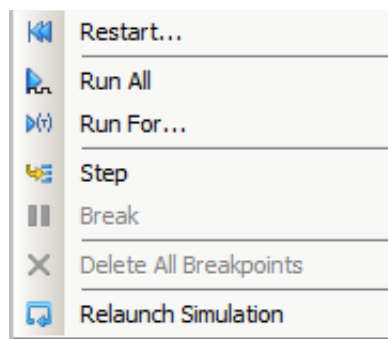 Restart...
Run All
Run For...
Step
Break
Delete All Breakpoints
Relaunch Simulation